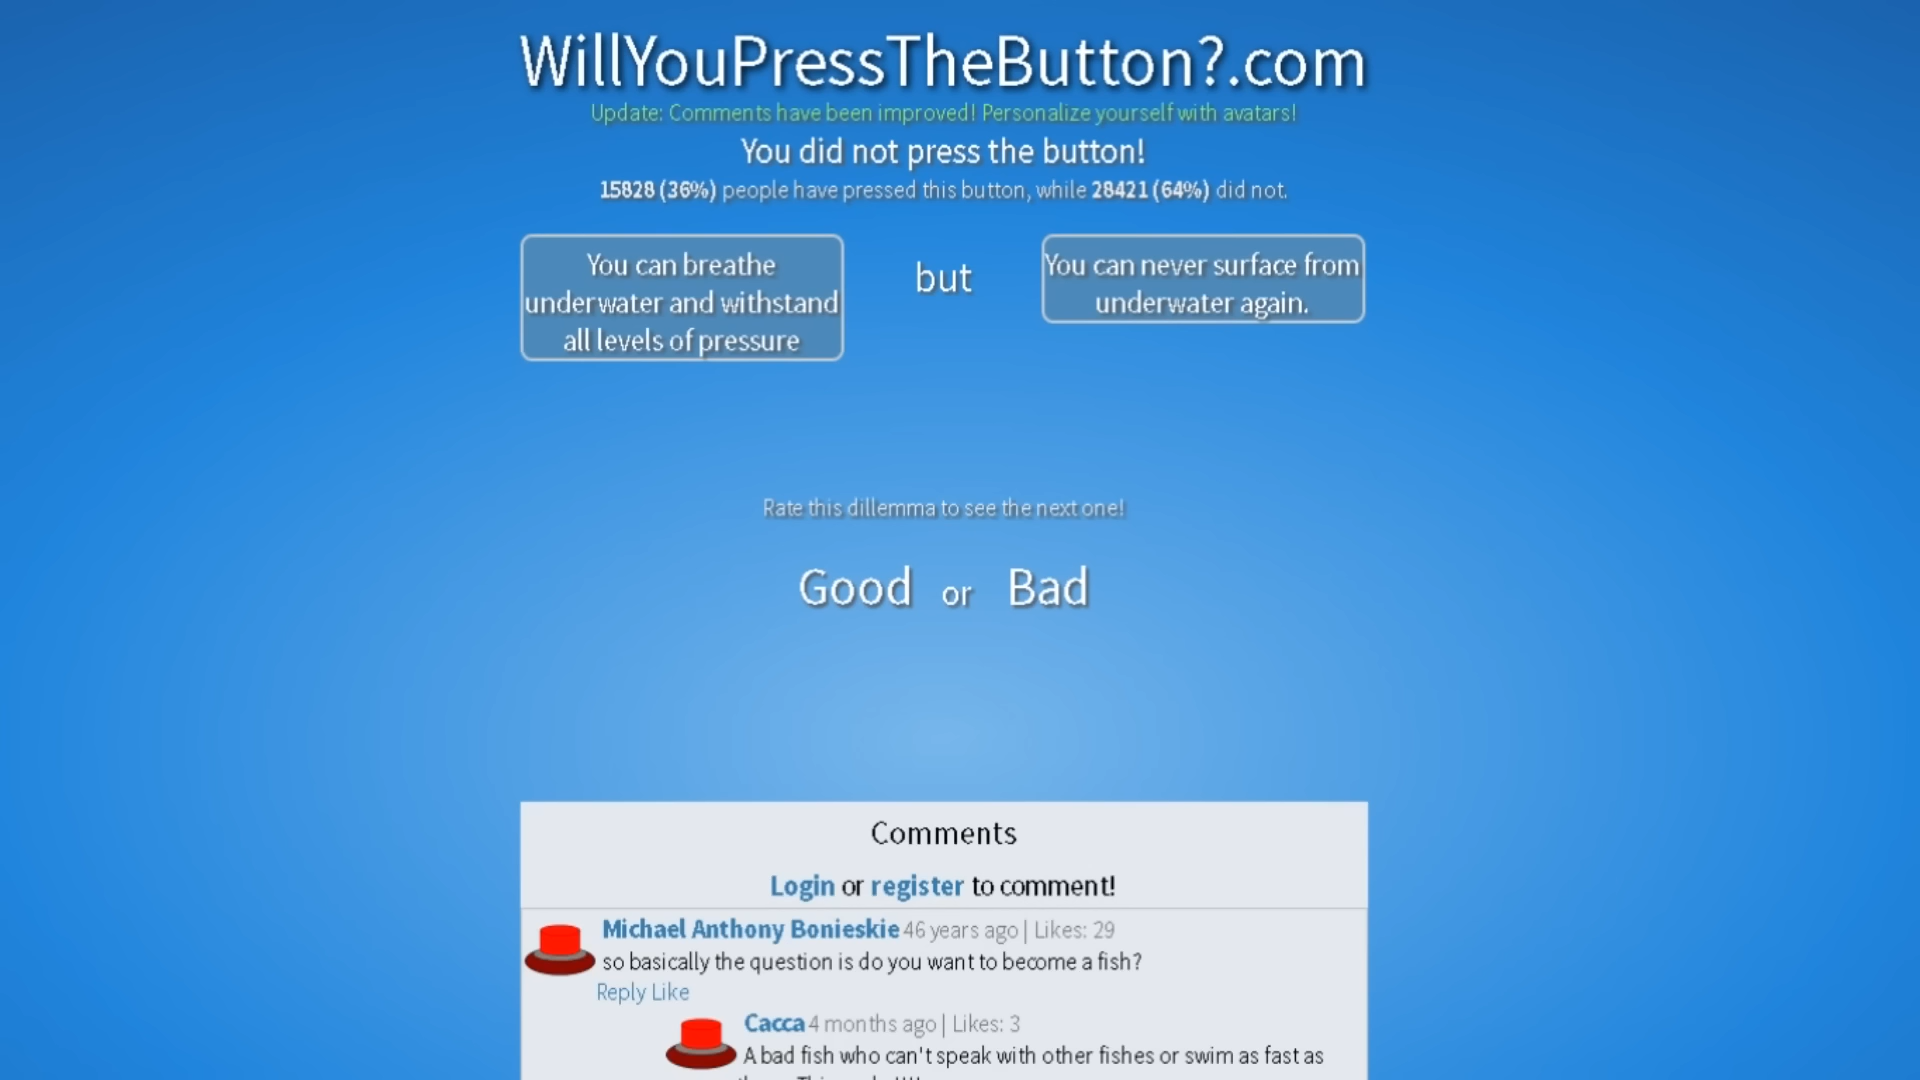 WillYouPressTheButton?.com
Update: Comments have been improved! Personalize yourself with avatars!
You did not press the button!
15828 (36%) people have pressed this button, while 28421 (64%) did not.
You can breathe
underwater and withstand
all levels of pressure
but
You can never surface from
underwater again.
Rate this dillemma to see the next one!
Good or Bad
Comments
Login or register to comment!
Michael Anthony Bonieskie 46 years ago | Likes: 29
so basically the question is do you want to become a fish?
Reply Like
Cacca 4 months ago | Likes: 3
A bad fish who can't speak with other fishes or swim as fast as